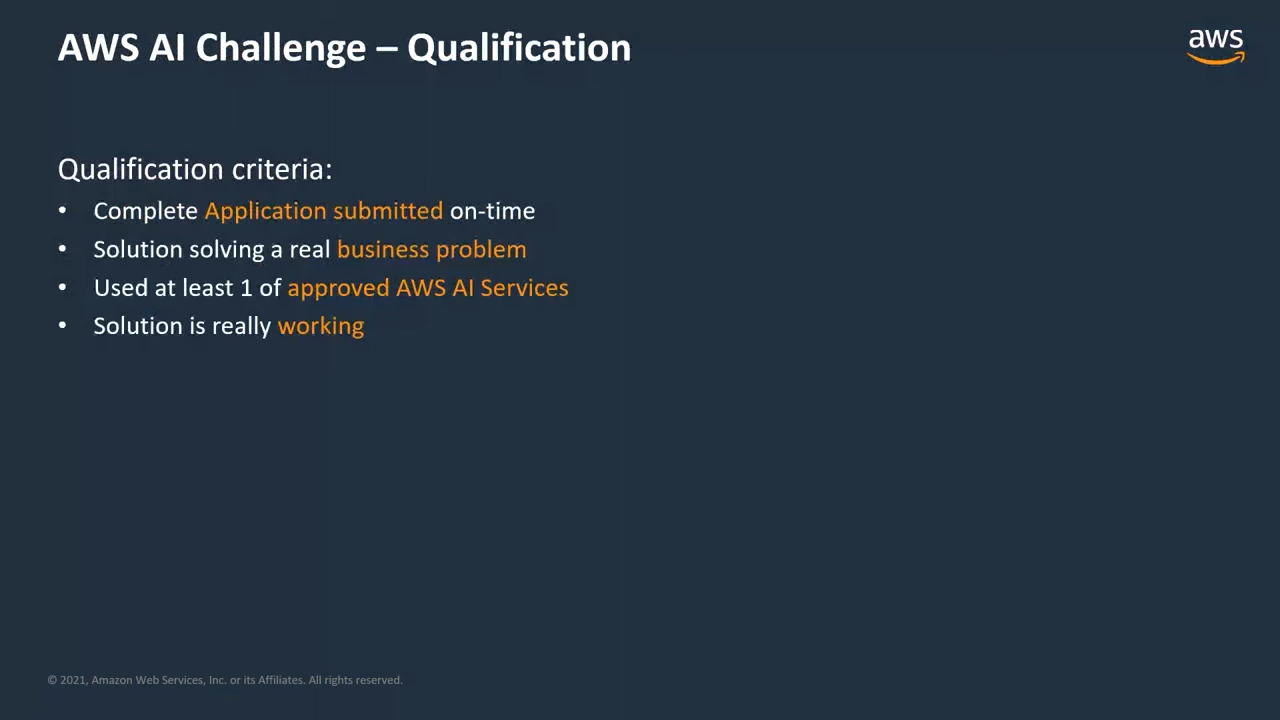 AWS AI Challenge – Qualification
aws
Qualification criteria:
• Complete Application submitted on-time
• Solution solving a real business problem
• Used at least 1 of approved AWS AI Services
• Solution is really working
© 2021, Amazon Web Services, Inc. or its Affiliates. All rights reserved.